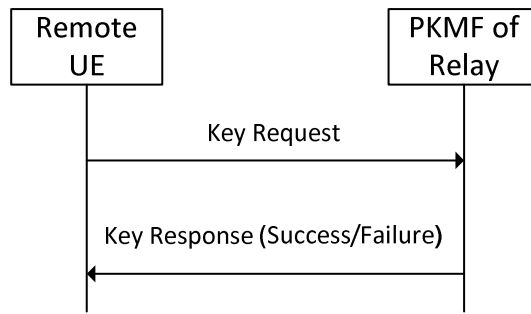 Remote
UE
PKMF of
Relay
Key Request
Key Response (Success/Failure)